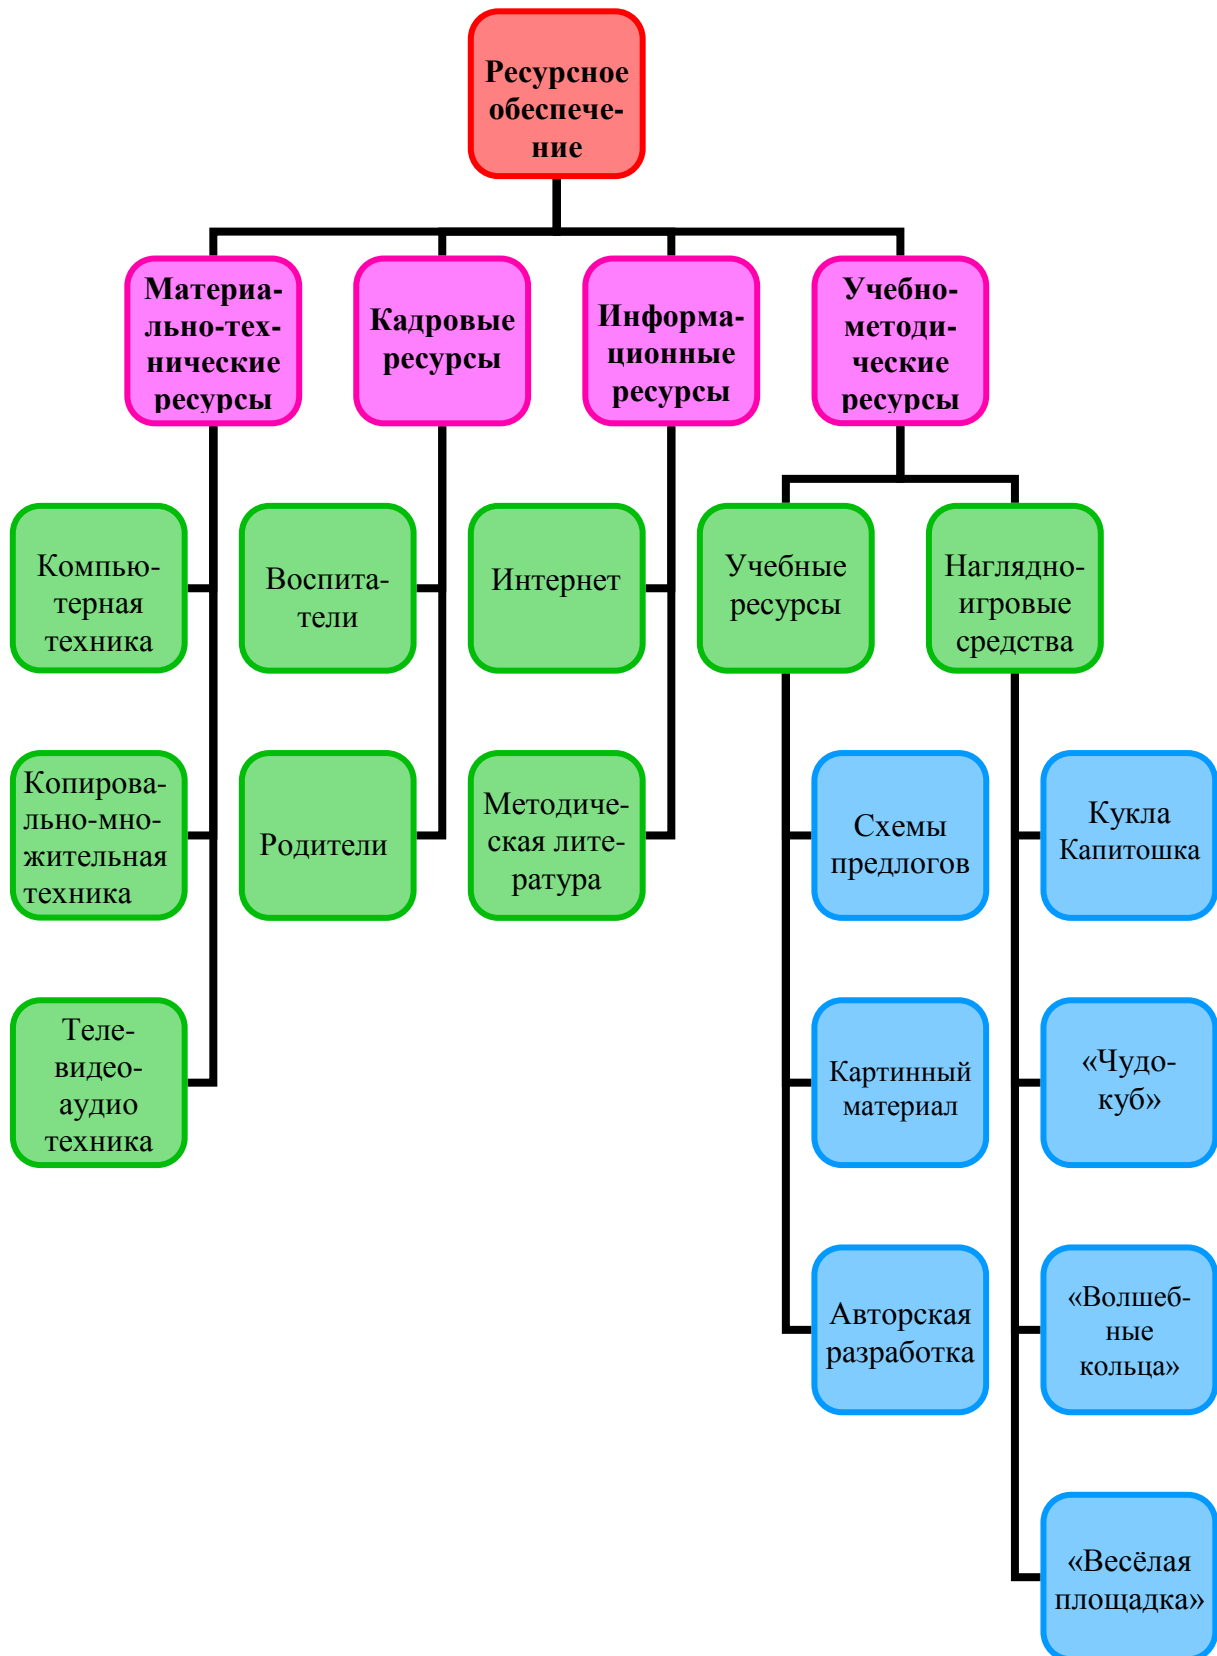 Ресурсное
обеспече-
ние
Материа-
льно-тех-
нические
ресурсы
Кадровые
ресурсы
Информа-
ционные
ресурсы
Учебно-
методи-
ческие
ресурсы
Компью-
терная
техника
Воспита-
тели
Интернет
Учебные
ресурсы
Наглядно-
игровые
средства
Копирова-
льно-мно-
жительная
техника
Родители
Методиче-
ская лите-
ратура
Схемы
предлогов
Кукла
Капитошка
Теле-
видео-
аудио
техника
Картинный
материал
«Чудо-
куб»
Авторская
разработка
«Волшеб-
ные
кольца»
«Весёлая
площадка»